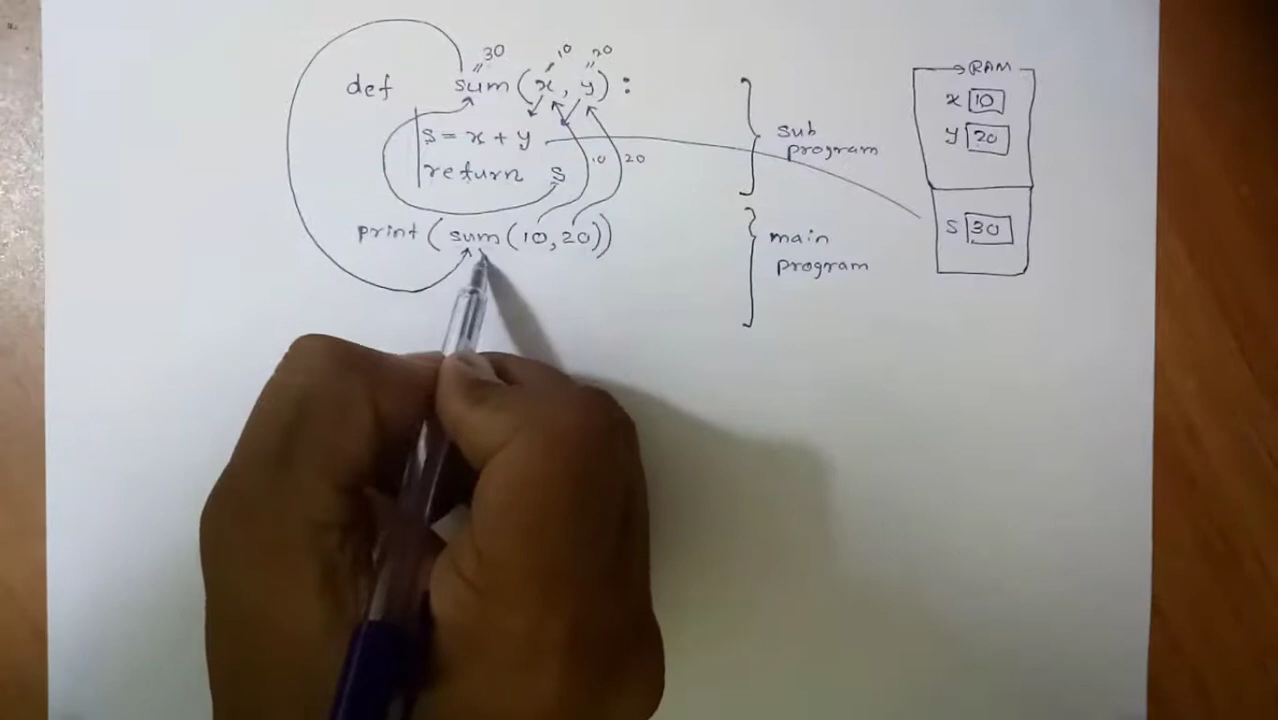 30 10 20
def sum(x, y):
s = x + y
return s
10 20
print(sum(10,20))
sub
program
main
program
RAM
x 10
y 20
s 30